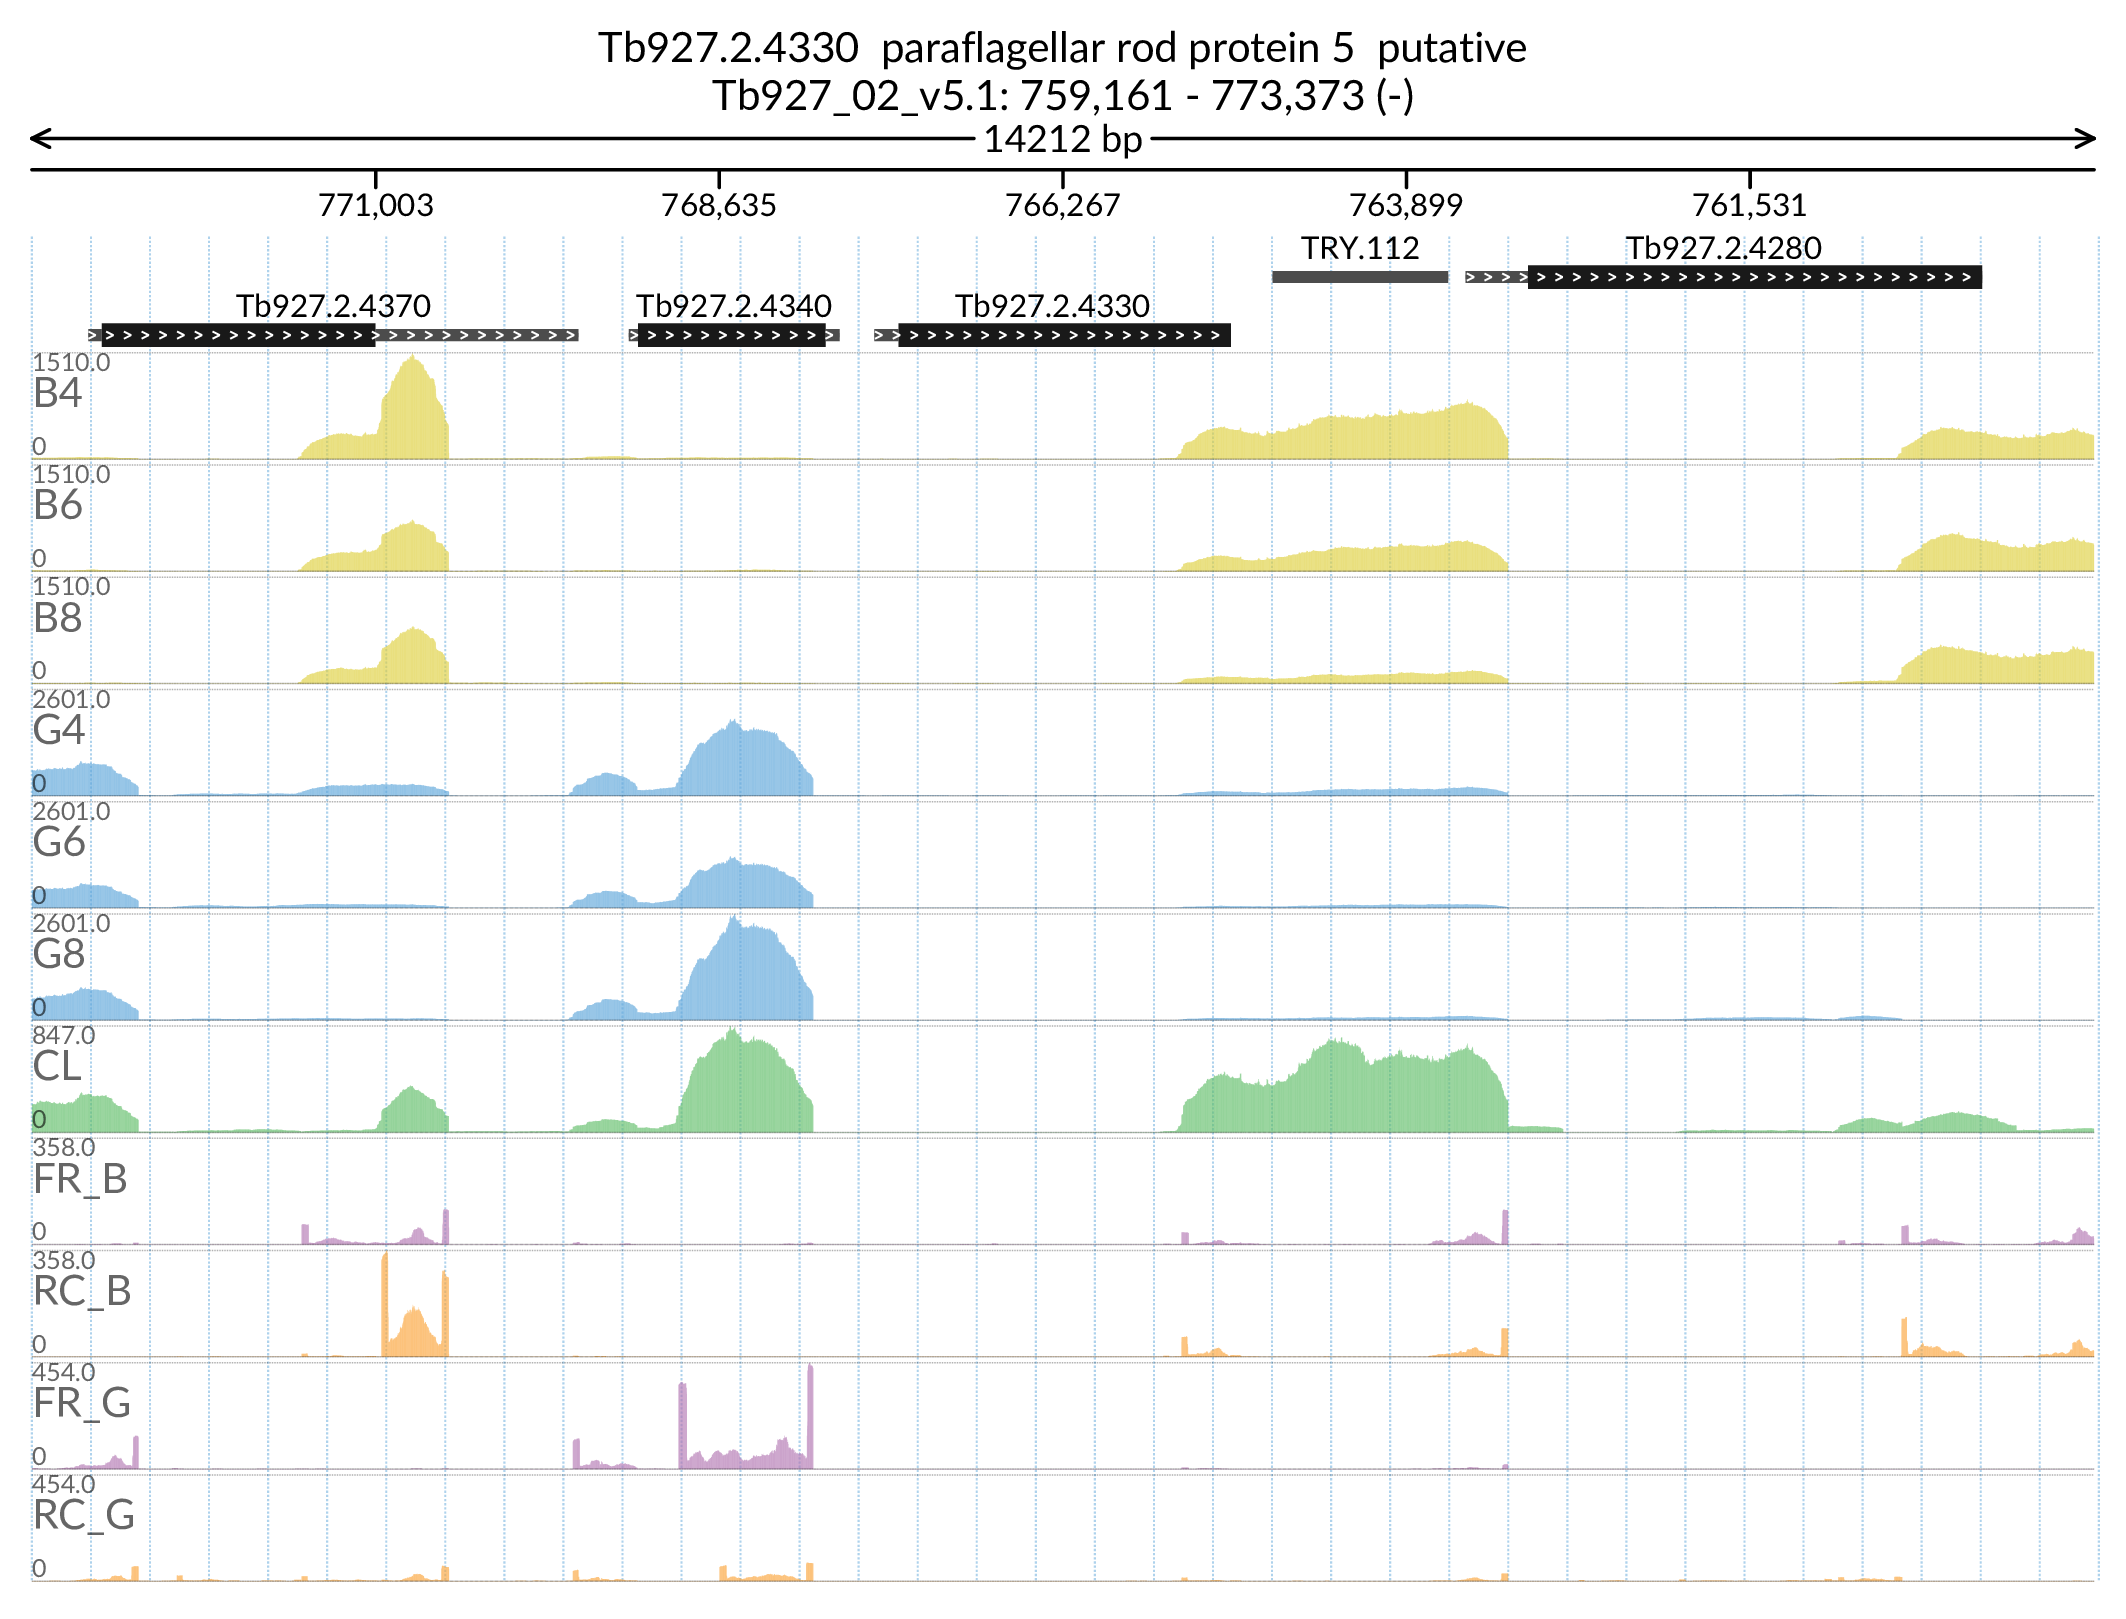 Tb927.2.4330 paraflagellar rod protein 5 putative
Tb927_02_v5.1: 759,161 - 773,373 (-)
14212 bp
771,003 768,635 766,267 763,899 761,531
TRY.112 Tb927.2.4280
Tb927.2.4370 Tb927.2.4340 Tb927.2.4330
1510.0
B4
0
1510.0
B6
0
1510.0
B8
0
2601.0
G4
0
2601.0
G6
0
2601.0
G8
0
847.0
CL
0
358.0
FR_B
0
358.0
RC_B
0
454.0
FR_G
0
454.0
RC_G
0